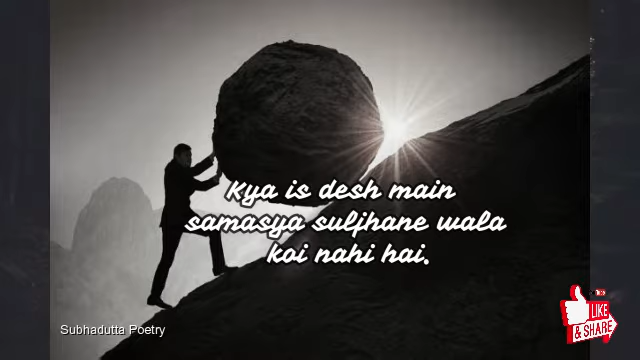 Kya is desh main
samasya suljhane wala
koi nahi hai.
Subhadutta Poetry
LIKE
& SHARE